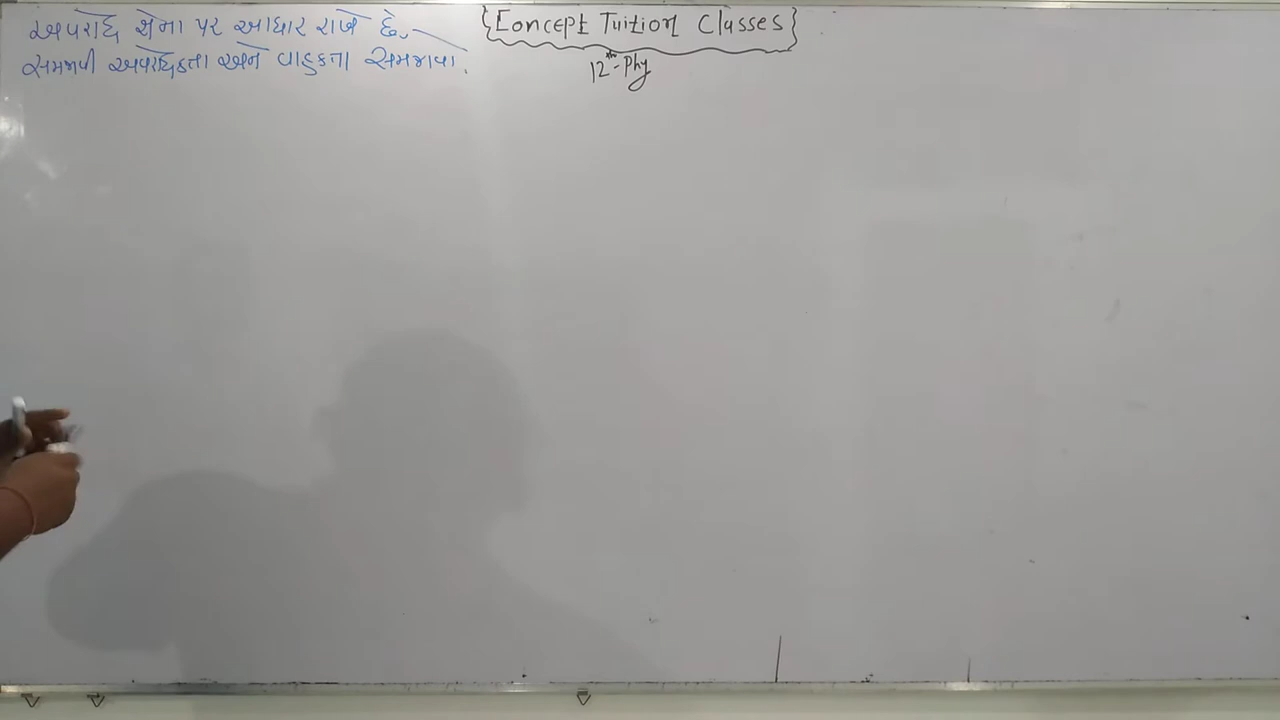 અવરોધ શેના પર આધાર રાખે છે.
સમજાવી અવરોધકતા અને વાહકતા સમજાવો.
{Concept Tuition Classes}
12th-Phy